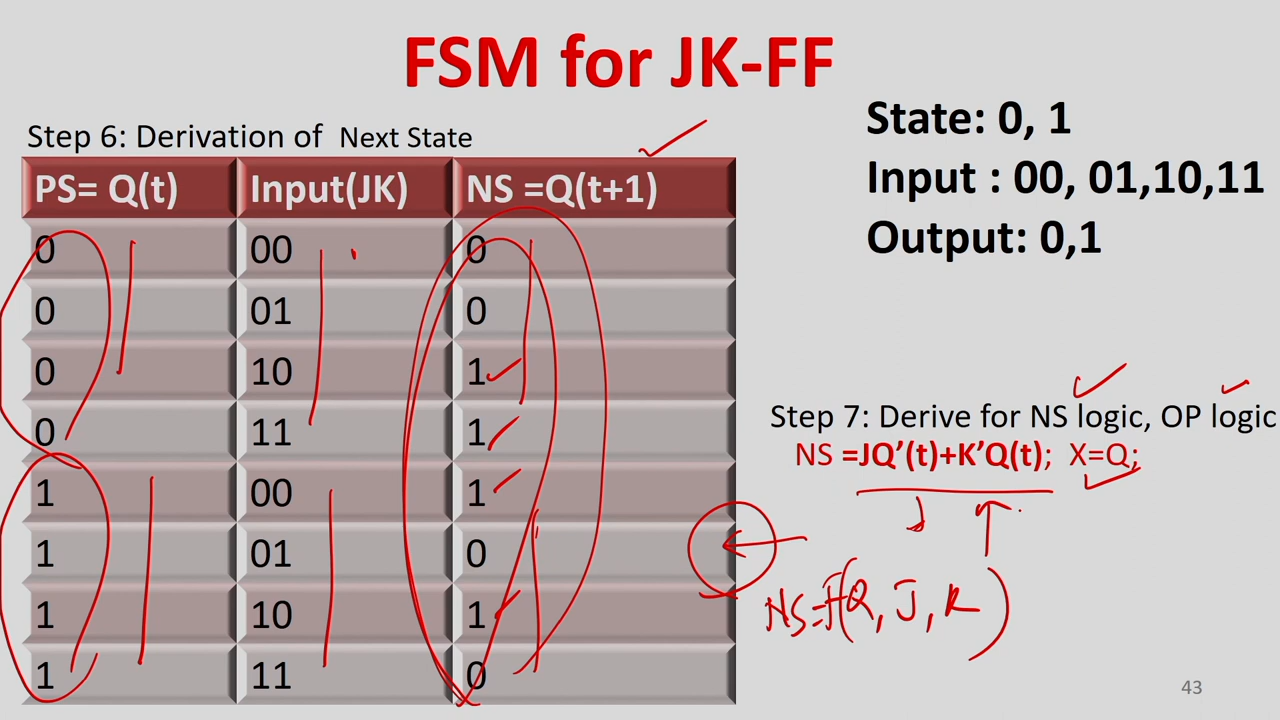 FSM for JK-FF
Step 6: Derivation of Next State
PS= Q(t) Input(JK) NS =Q(t+1)
0 00 0
0 01 0
0 10 1
0 11 1
1 00 1
1 01 0
1 10 1
1 11 0
State: 0, 1
Input : 00, 01,10,11
Output: 0,1
Step 7: Derive for NS logic, OP logic
NS =JQ’(t)+K’Q(t); X=Q;
NS=f(Q, J, K)
43